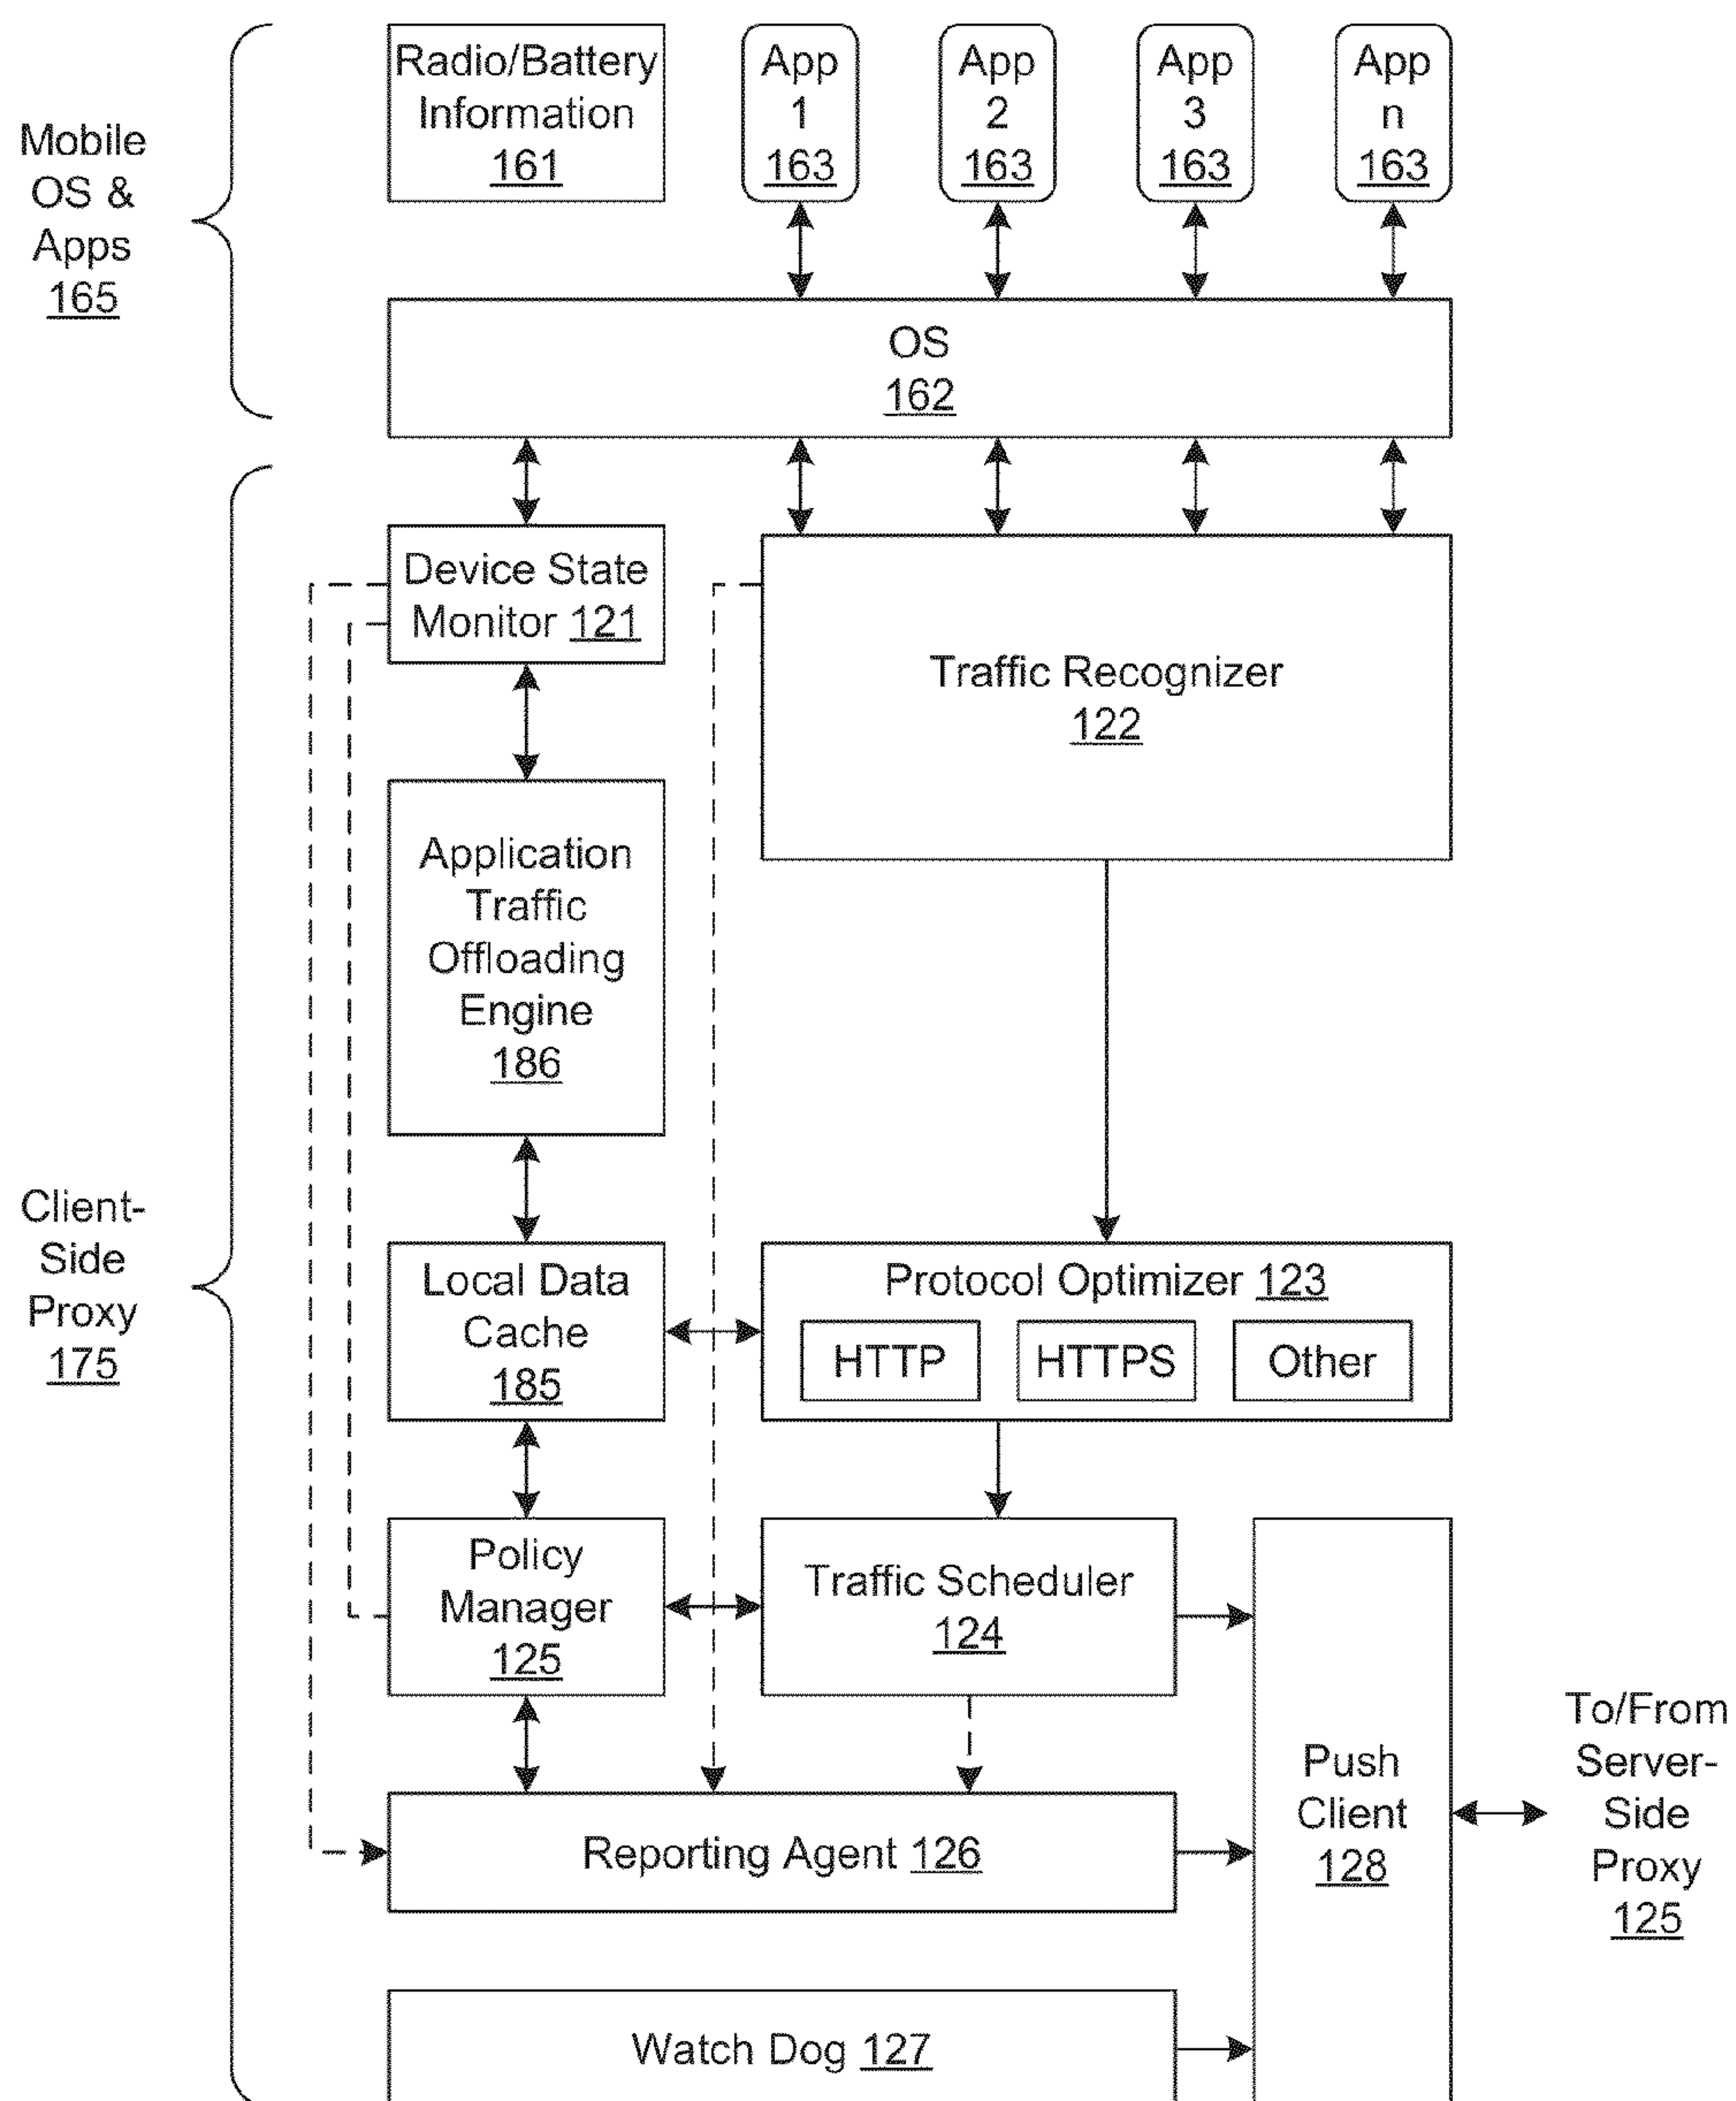 Radio/Battery
Information
161
App
1
163
App
2
163
App
3
163
App
n
163
Mobile
OS &
Apps
165
OS
162
Device State
Monitor 121
Traffic Recognizer
122
Application
Traffic
Offloading
Engine
186
Client-
Side
Proxy
175
Local Data
Cache
185
Protocol Optimizer 123
HTTP
HTTPS
Other
Policy
Manager
125
Traffic Scheduler
124
Push
Client
128
To/From
Server-
Side
Proxy
125
Reporting Agent 126
Watch Dog 127